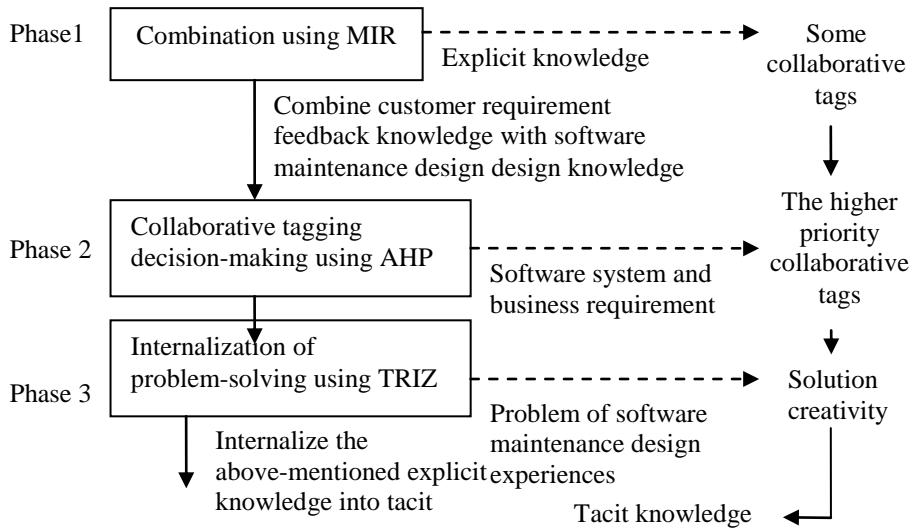 Phase1
Combination using MIR
Explicit knowledge
Some
collaborative
tags
Combine customer requirement
feedback knowledge with software
maintenance design design knowledge
Phase 2
Collaborative tagging
decision-making using AHP
Software system and
business requirement
The higher
priority
collaborative
tags
Phase 3
Internalization of
problem-solving using TRIZ
Problem of software
maintenance design
experiences
Solution
creativity
Internalize the
above-mentioned explicit
knowledge into tacit
Tacit knowledge